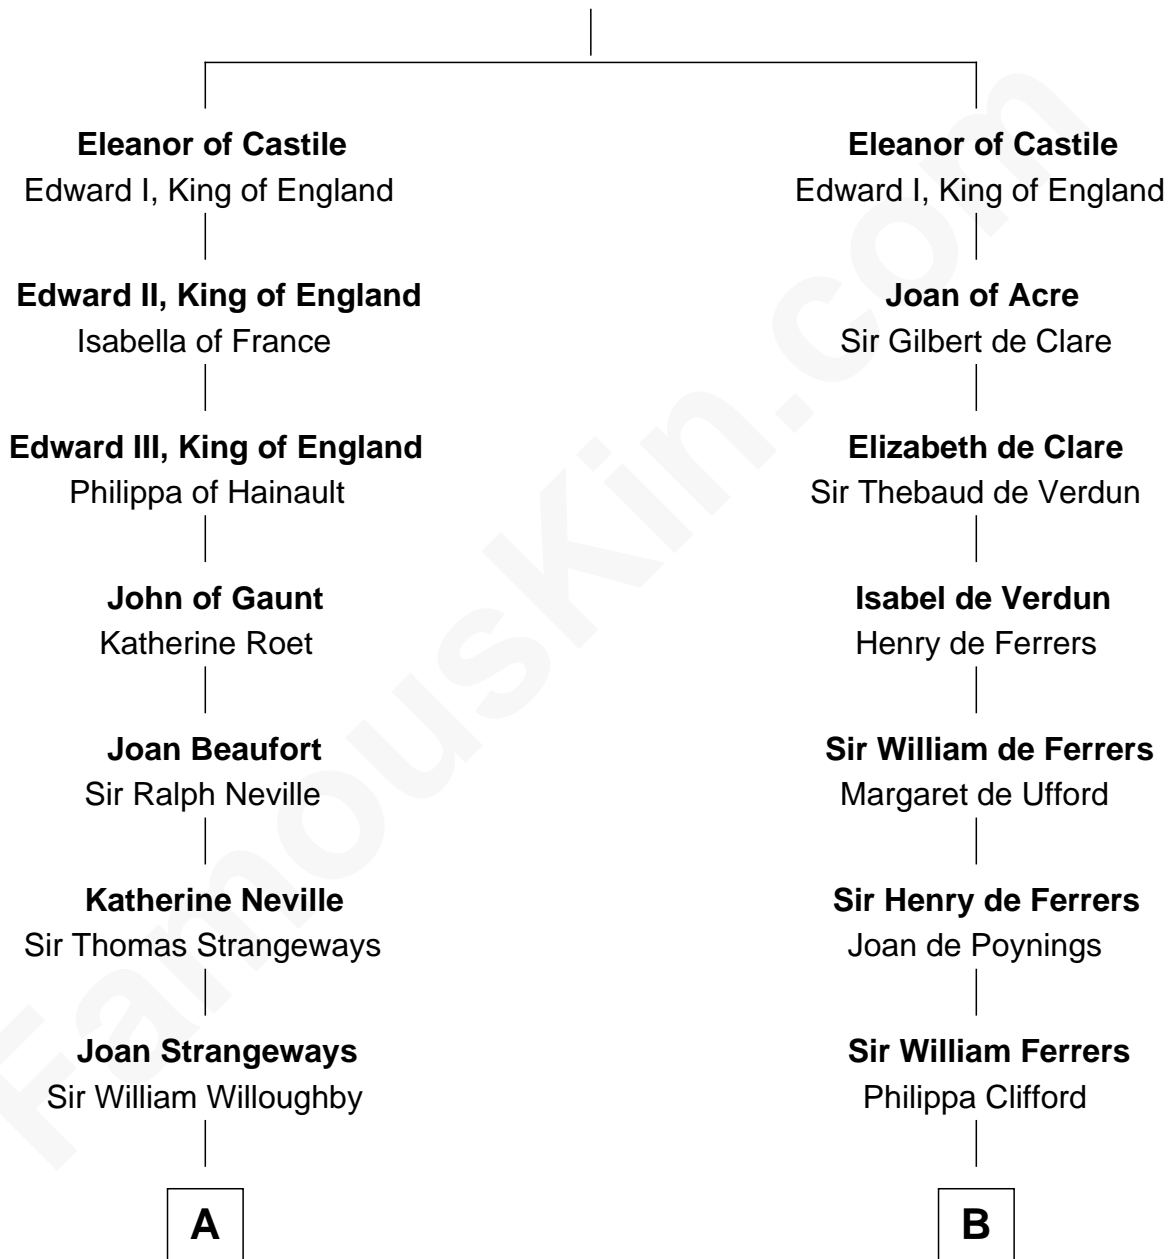 Eleanor of Castile
Edward I, King of England
Edward II, King of England
Isabella of France
Edward III, King of England
Philippa of Hainault
John of Gaunt
Katherine Roet
Joan Beaufort
Sir Ralph Neville
Katherine Neville
Sir Thomas Strangeways
Joan Strangeways
Sir William Willoughby
A
Eleanor of Castile
Edward I, King of England
Joan of Acre
Sir Gilbert de Clare
Elizabeth de Clare
Sir Thebaud de Verdun
Isabel de Verdun
Henry de Ferrers
Sir William de Ferrers
Margaret de Ufford
Sir Henry de Ferrers
Joan de Poynings
Sir William Ferrers
Philippa Clifford
B
FamousKin.com